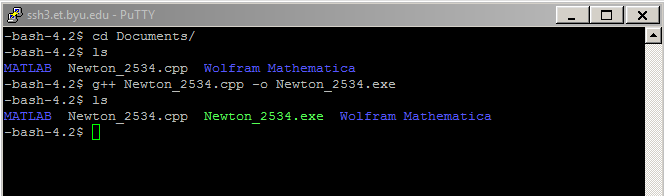 ssh3.et.byu.edu - PuTTY
-bash-4.2$ cd Documents/
-bash-4.2$ ls
MATLAB  Newton_2534.cpp  Wolfram Mathematica
-bash-4.2$ g++ Newton_2534.cpp -o Newton_2534.exe
-bash-4.2$ ls
MATLAB  Newton_2534.cpp  Newton_2534.exe  Wolfram Mathematica
-bash-4.2$